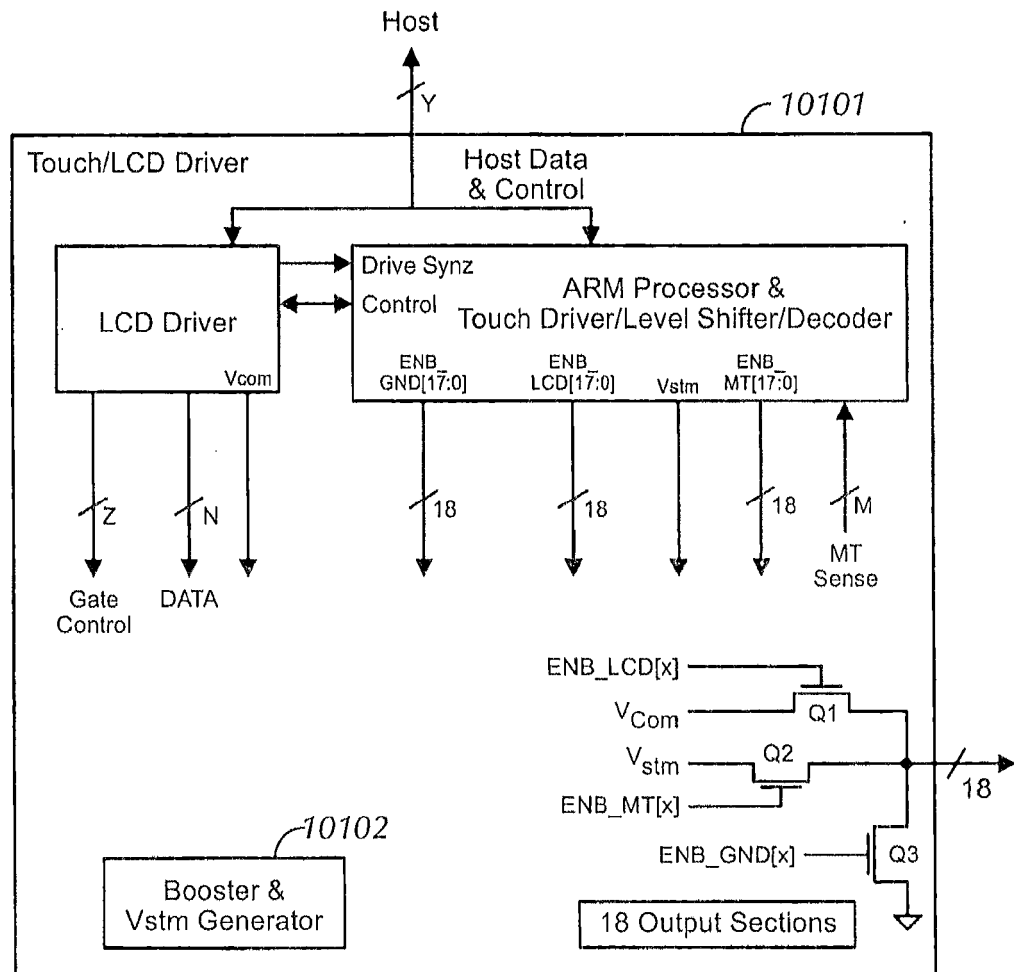 Host
Y
10101
Touch/LCD Driver
Host Data
& Control
LCD Driver
Vcom
Drive Synz
Control
ARM Processor &
Touch Driver/Level Shifter/Decoder
ENB_
GND[17:0]
ENB_
LCD[17:0]
Vstm
ENB_
MT[17:0]
Z
N
18
18
18
M
Gate
Control
DATA
MT
Sense
ENB_LCD[x]
VCom
Q1
Vstm
Q2
ENB_MT[x]
18
ENB_GND[x]
Q3
10102
Booster &
Vstm Generator
18 Output Sections